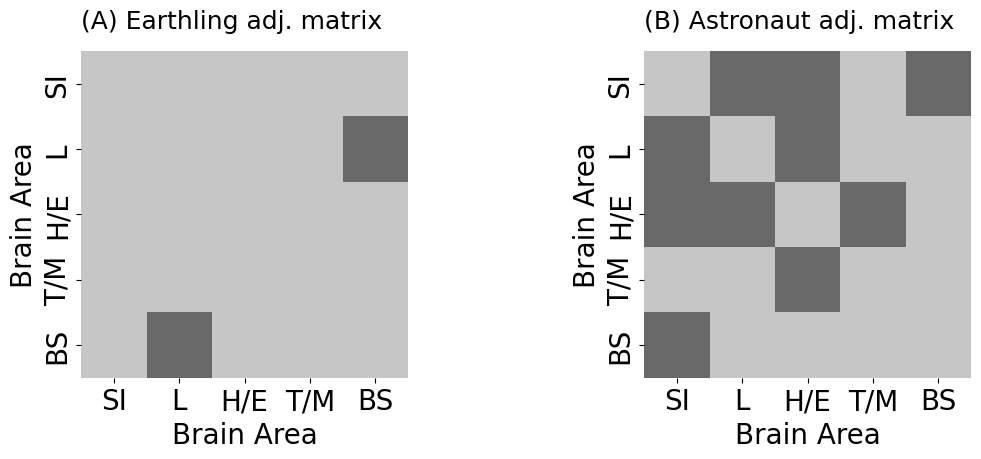 (A) Earthling adj. matrix
Brain Area
SI
L
H/E
T/M
BS
SI L H/E T/M BS
Brain Area
(B) Astronaut adj. matrix
Brain Area
SI
L
H/E
T/M
BS
SI L H/E T/M BS
Brain Area